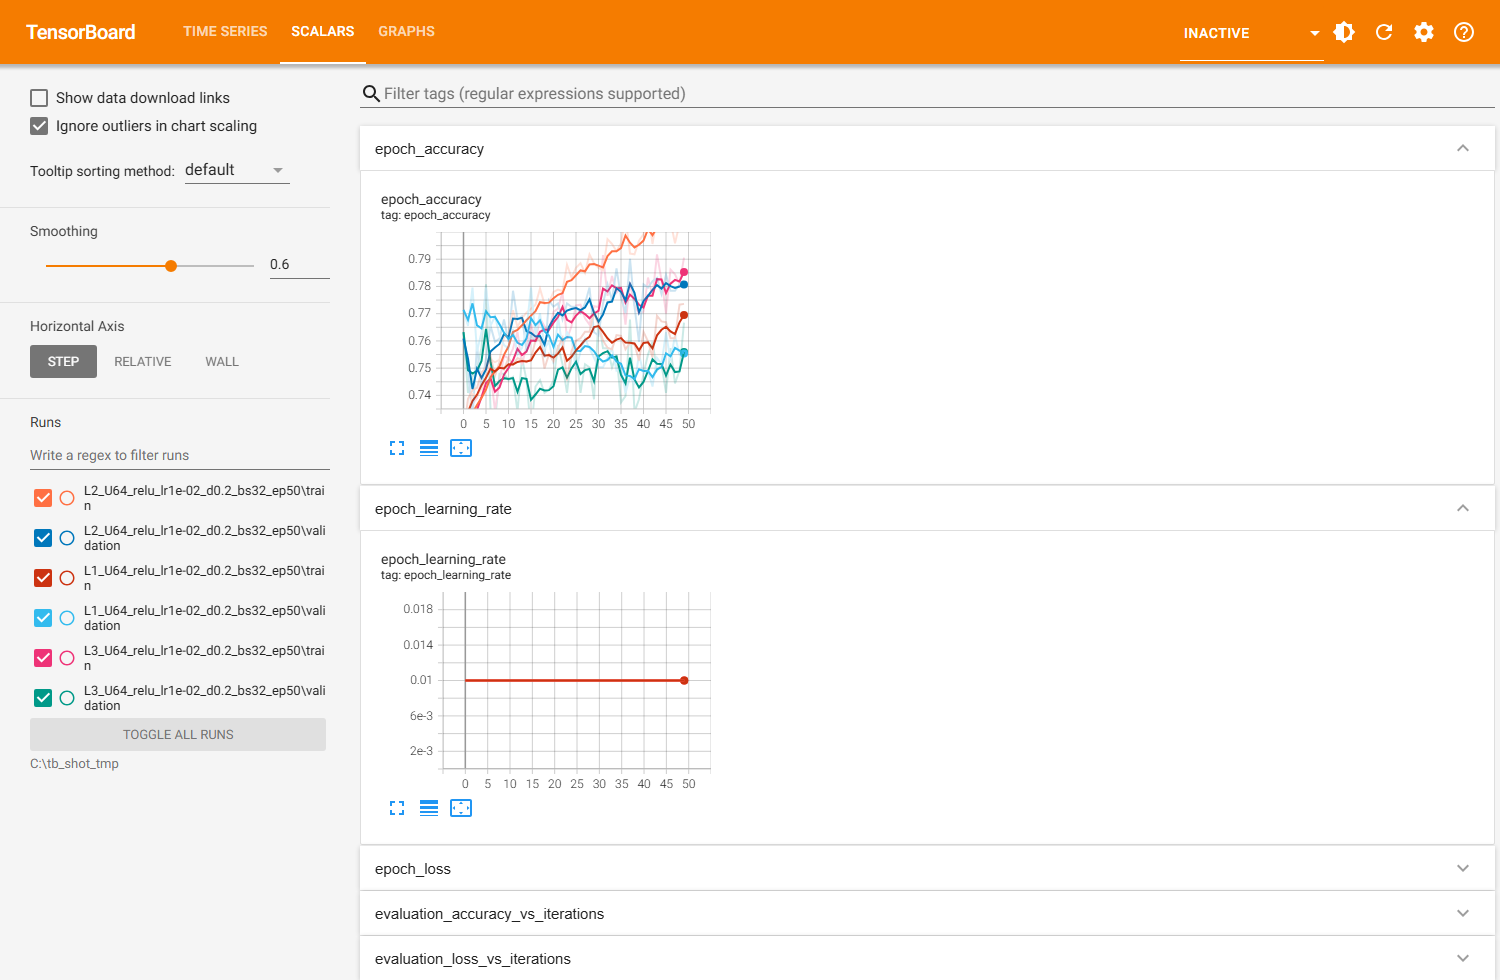 TensorBoard
TIME SERIES SCALARS GRAPHS
INACTIVE
Show data download links
Ignore outliers in chart scaling
Tooltip sorting method: default
Smoothing
0.6
Horizontal Axis
STEP RELATIVE WALL
Runs
Write a regex to filter runs
L2_U64_relu_lr1e-02_d0.2_bs32_ep50\trai
n
L2_U64_relu_lr1e-02_d0.2_bs32_ep50\vali
dation
L1_U64_relu_lr1e-02_d0.2_bs32_ep50\trai
n
L1_U64_relu_lr1e-02_d0.2_bs32_ep50\vali
dation
L3_U64_relu_lr1e-02_d0.2_bs32_ep50\trai
n
L3_U64_relu_lr1e-02_d0.2_bs32_ep50\vali
dation
TOGGLE ALL RUNS
C:\tb_shot_tmp
Filter tags (regular expressions supported)
epoch_accuracy
epoch_accuracy
tag: epoch_accuracy
0.79
0.78
0.77
0.76
0.75
0.74
0 5 10 15 20 25 30 35 40 45 50
epoch_learning_rate
epoch_learning_rate
tag: epoch_learning_rate
0.018
0.014
0.01
6e-3
2e-3
0 5 10 15 20 25 30 35 40 45 50
epoch_loss
evaluation_accuracy_vs_iterations
evaluation_loss_vs_iterations